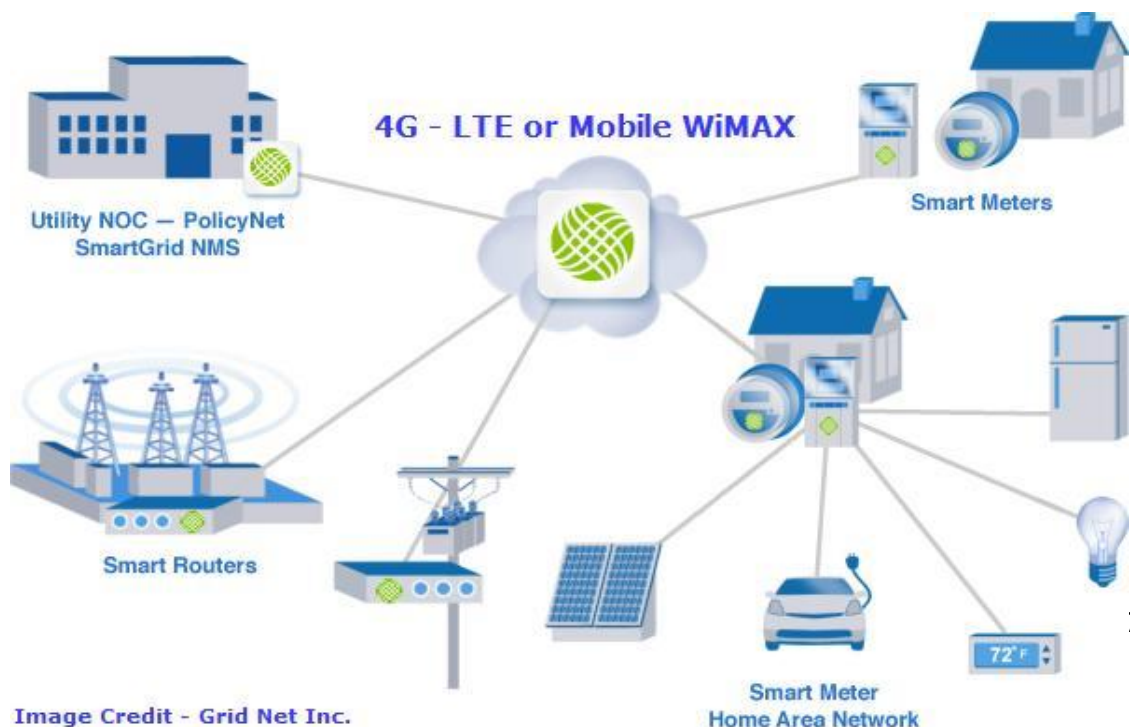 4G - LTE or Mobile WiMAX
Utility NOC — PolicyNet
SmartGrid NMS
Smart Meters
Smart Routers
72° F
Smart Meter
Home Area Network
Image Credit - Grid Net Inc.